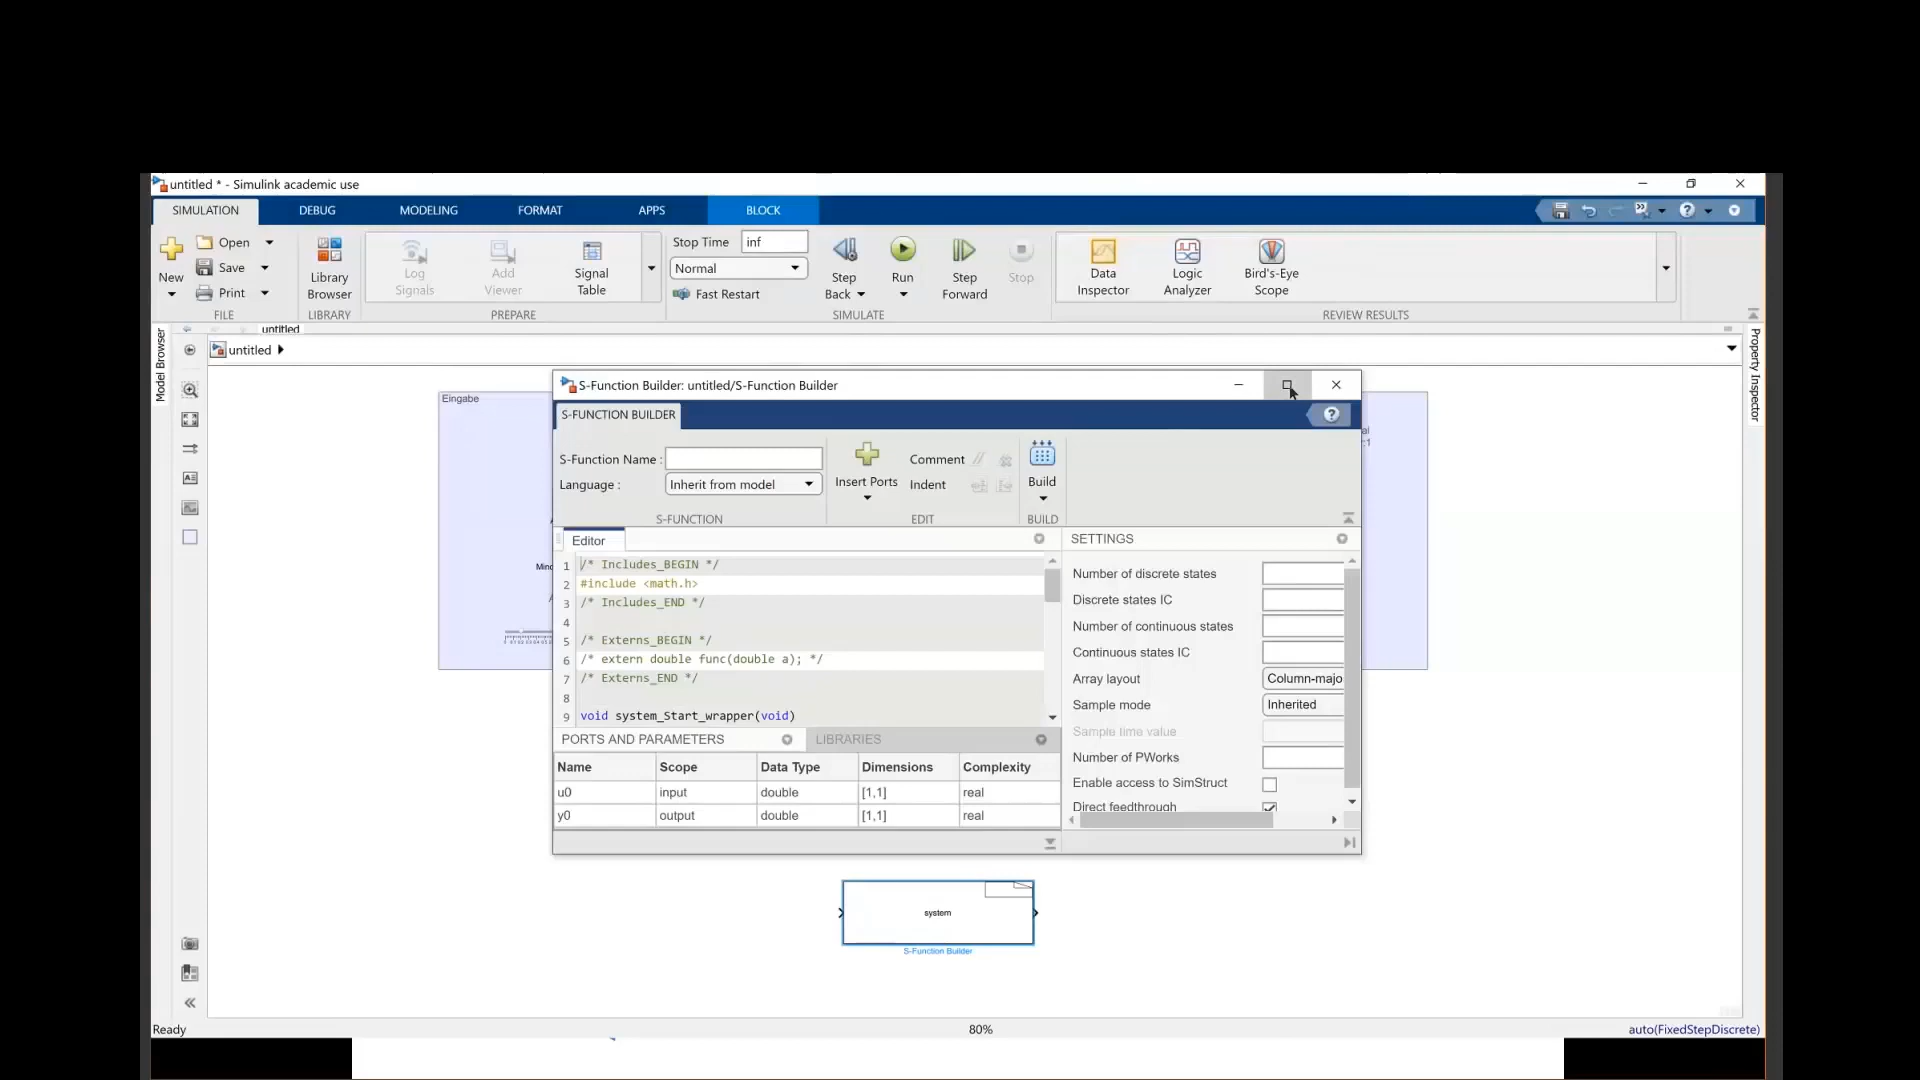 untitled * - Simulink academic use
SIMULATION DEBUG MODELING FORMAT APPS BLOCK
New
Open
Save
Print
FILE
Library
Browser
LIBRARY
Log
Signals
Add
Viewer
Signal
Table
PREPARE
Stop Time inf
Normal
Fast Restart
Step
Back
Run
Step
Forward
Stop
SIMULATE
Data
Inspector
Logic
Analyzer
Bird's-Eye
Scope
REVIEW RESULTS
Model Browser
untitled
untitled
Property Inspector
Eingabe
S-Function Builder: untitled/S-Function Builder
S-FUNCTION BUILDER
S-Function Name :
Language : Inherit from model
S-FUNCTION
Insert Ports
Comment
Indent
EDIT
Build
BUILD
Editor
1 /* Includes_BEGIN */
2 #include <math.h>
3 /* Includes_END */
4
5 /* Externs_BEGIN */
6 /* extern double func(double a); */
7 /* Externs_END */
8
9 void system_Start_wrapper(void)
SETTINGS
Number of discrete states
Discrete states IC
Number of continuous states
Continuous states IC
Array layout Column-majo
Sample mode Inherited
Sample time value
Number of PWorks
Enable access to SimStruct
Direct feedthrough
PORTS AND PARAMETERS LIBRARIES
Name Scope Data Type Dimensions Complexity
u0 input double [1,1] real
y0 output double [1,1] real
system
S-Function Builder
Ready 80% auto(FixedStepDiscrete)